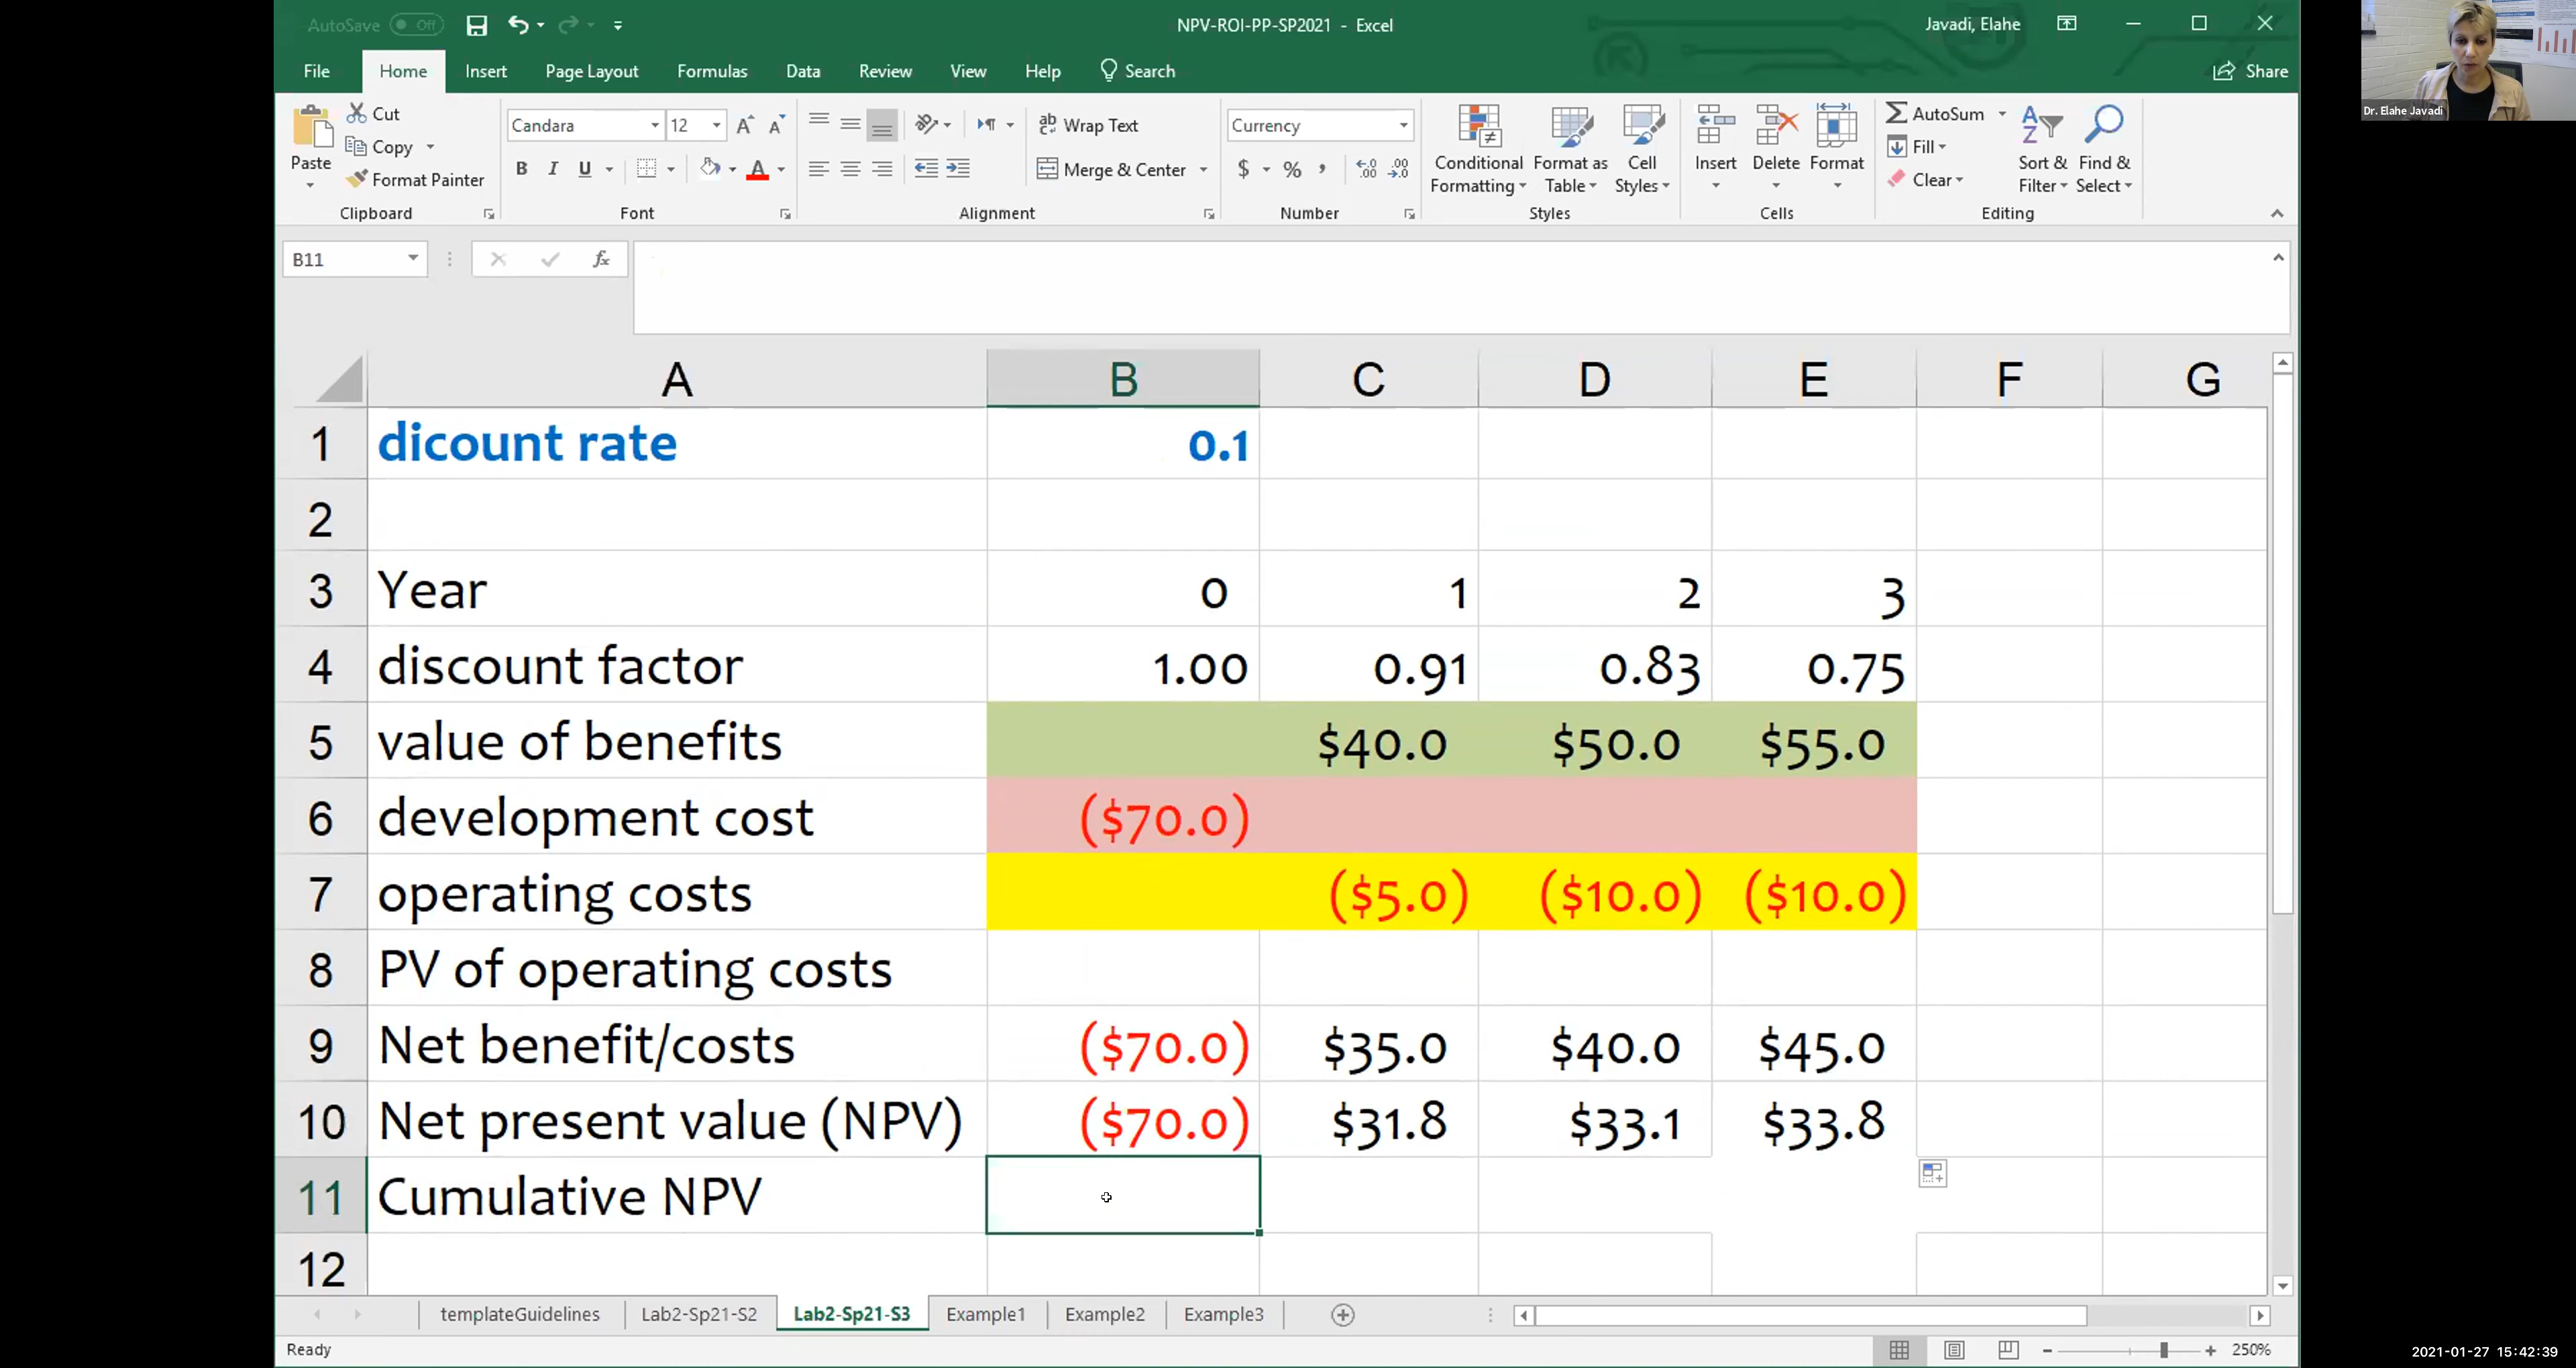 AutoSave Off NPV-ROI-PP-SP2021 - Excel Javadi, Elahe
File Home Insert Page Layout Formulas Data Review View Help Search Share
Dr. Elahe Javadi
Paste Cut Copy Format Painter
Clipboard
Candara 12
B I U A
Font
Wrap Text
Merge & Center
Alignment
Currency
$ % , .00 .00
Number
Conditional Formatting Format as Table Cell Styles
Styles
Insert Delete Format
Cells
AutoSum Fill Clear Sort & Filter Find & Select
Editing
B11 fx
A B C D E F G
1 dicount rate 0.1
2
3 Year 0 1 2 3
4 discount factor 1.00 0.91 0.83 0.75
5 value of benefits $40.0 $50.0 $55.0
6 development cost ($70.0)
7 operating costs ($5.0) ($10.0) ($10.0)
8 PV of operating costs
9 Net benefit/costs ($70.0) $35.0 $40.0 $45.0
10 Net present value (NPV) ($70.0) $31.8 $33.1 $33.8
11 Cumulative NPV
12
templateGuidelines Lab2-Sp21-S2 Lab2-Sp21-S3 Example1 Example2 Example3
Ready 250%
2021-01-27 15:42:39